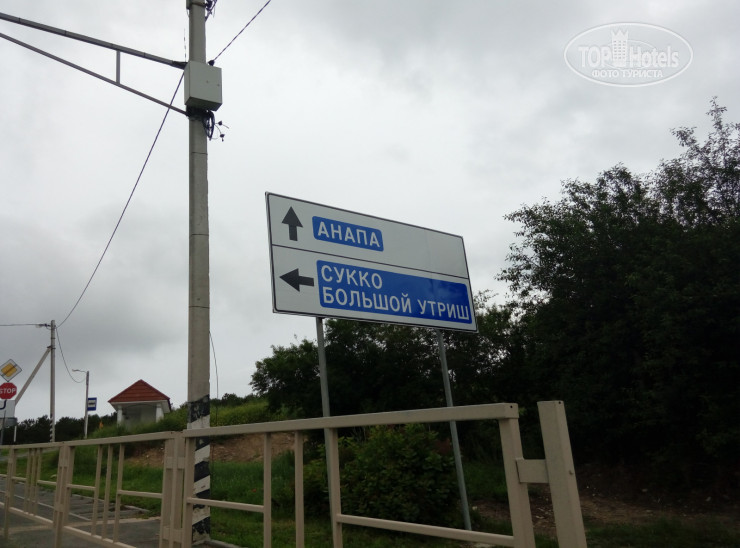 TOP Hotels
ФОТО ТУРИСТА
АНАПА
СУККО
БОЛЬШОЙ УТРИШ
STOP